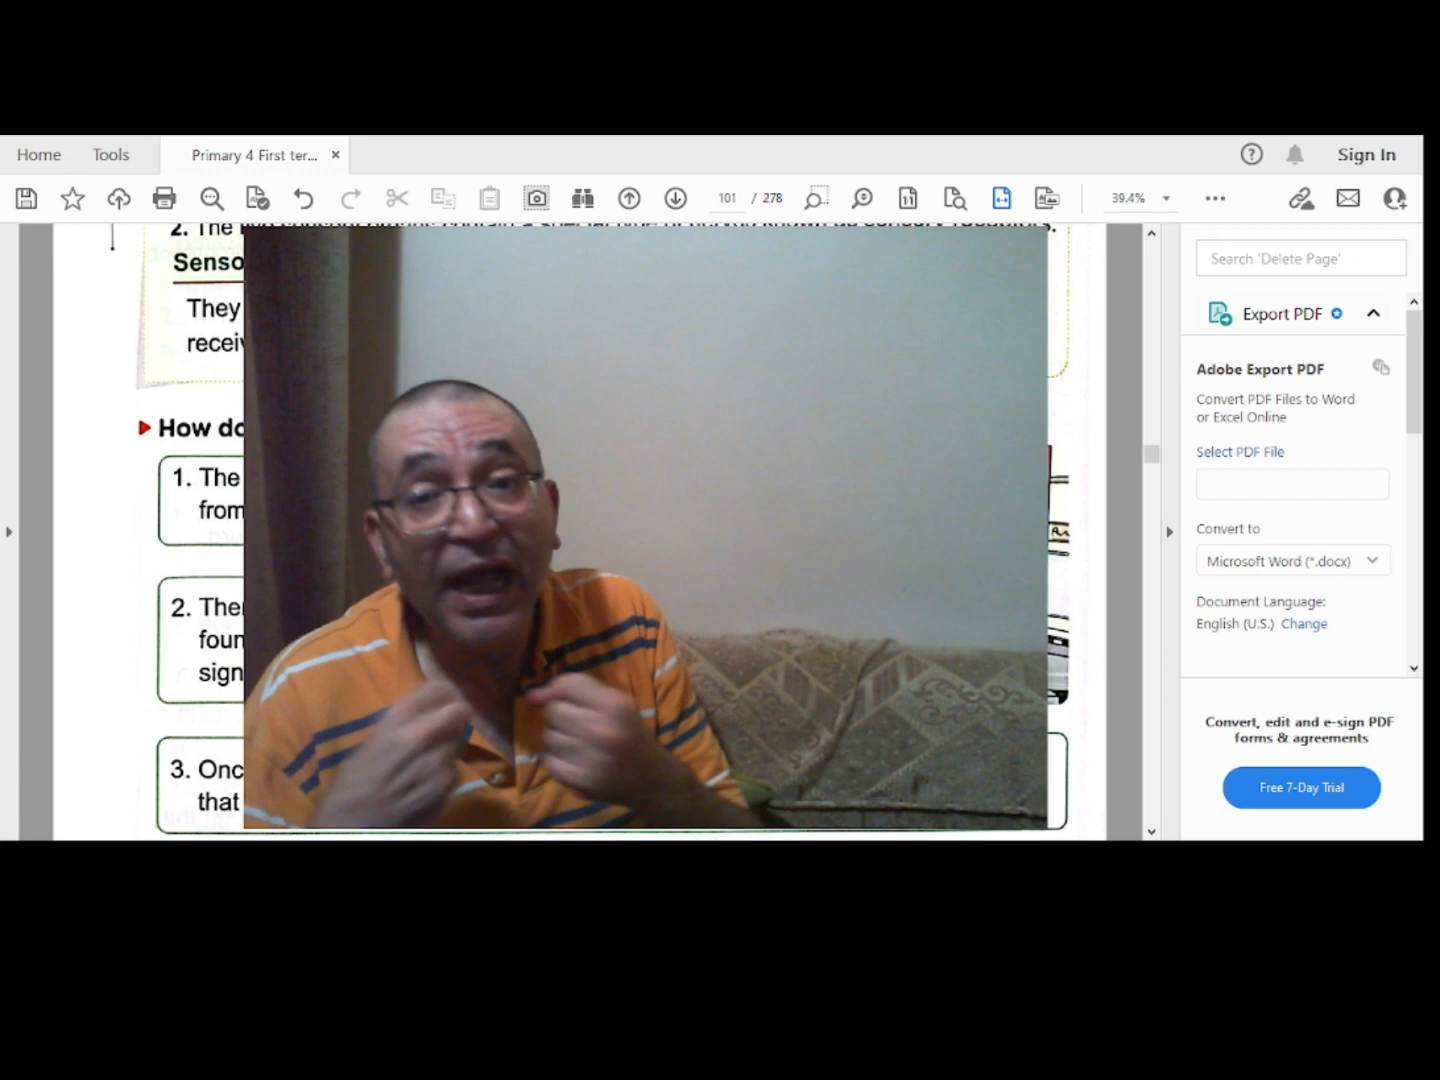 Home Tools Primary 4 First ter... ×
Sign In
101 / 278 39.4%
2. The
Senso
They
receiv
How do
1. The
from
2. Ther
foun
sign
3. Onc
that
Search 'Delete Page'
Export PDF
Adobe Export PDF
Convert PDF Files to Word
or Excel Online
Select PDF File
Convert to
Microsoft Word (*.docx)
Document Language:
English (U.S.) Change
Convert, edit and e-sign PDF
forms & agreements
Free 7-Day Trial